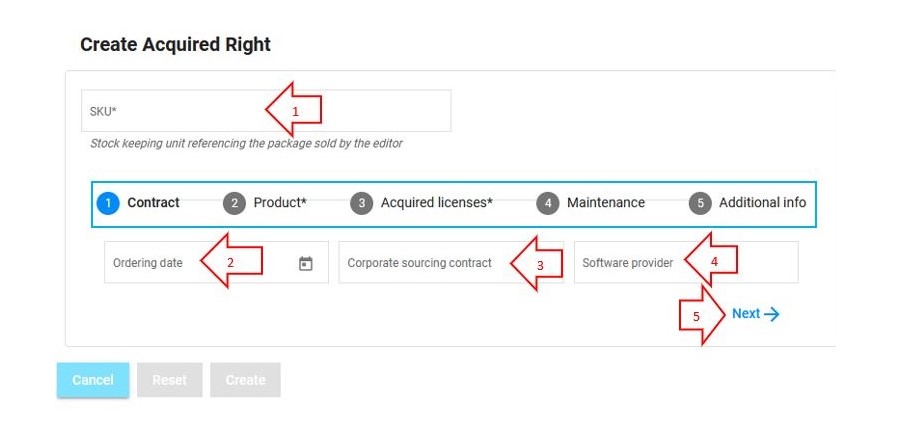 Create Acquired Right
SKU*
1
Stock keeping unit referencing the package sold by the editor
1 Contract 2 Product* 3 Acquired licenses* 4 Maintenance 5 Additional info
Ordering date 2 Corporate sourcing contract 3 Software provider 4
5 Next
Cancel Reset Create